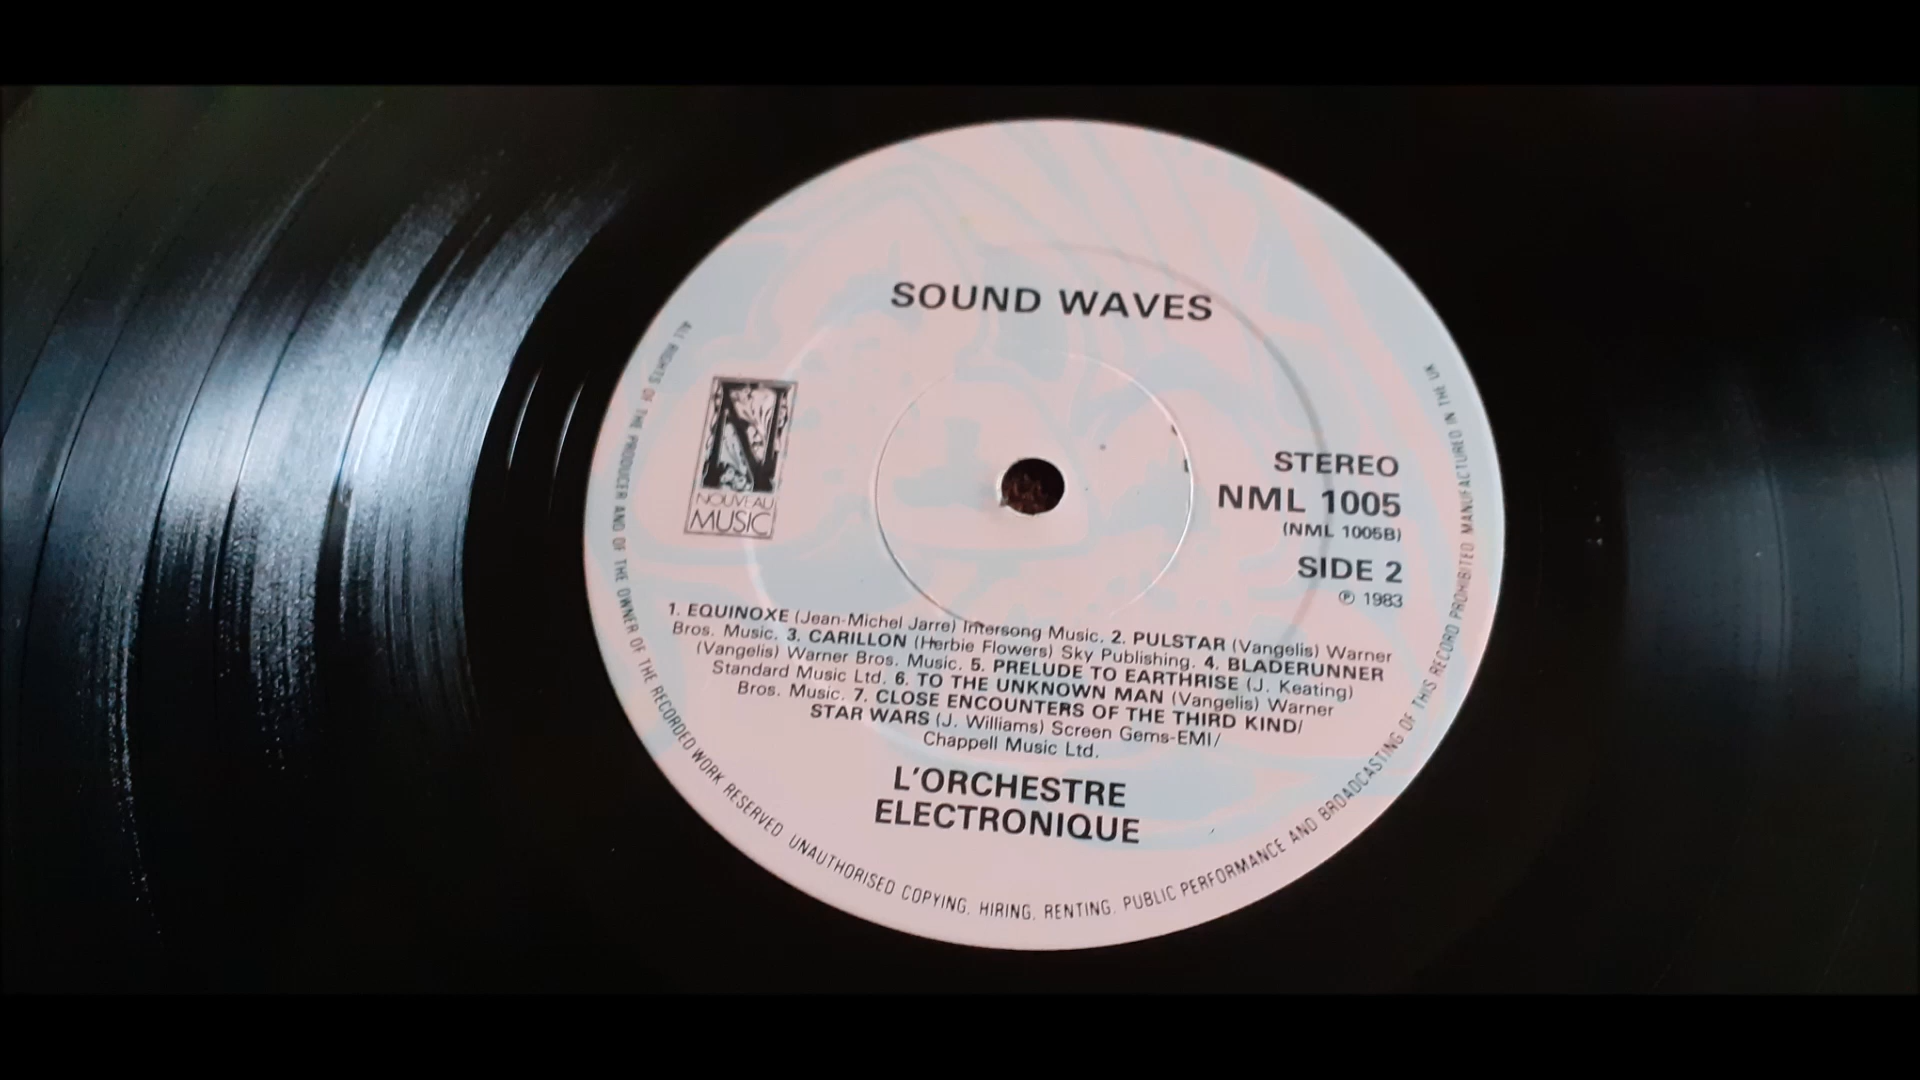 SOUND WAVES
NOUVEAU
MUSIC
STEREO
NML 1005
(NML 1005B)
SIDE 2
℗ 1983
1. EQUINOXE (Jean-Michel Jarre) Intersong Music. 2. PULSTAR (Vangelis) Warner
Bros. Music. 3. CARILLON (Herbie Flowers) Sky Publishing. 4. BLADERUNNER
(Vangelis) Warner Bros. Music. 5. PRELUDE TO EARTHRISE (J. Keating)
Standard Music Ltd. 6. TO THE UNKNOWN MAN (Vangelis) Warner
Bros. Music. 7. CLOSE ENCOUNTERS OF THE THIRD KIND/
STAR WARS (J. Williams) Screen Gems-EMI/
Chappell Music Ltd.
L'ORCHESTRE
ELECTRONIQUE
ALL RIGHTS OF THE PRODUCER AND OF THE OWNER OF THE RECORDED WORK RESERVED. UNAUTHORISED COPYING, HIRING, RENTING, PUBLIC PERFORMANCE AND BROADCASTING OF THIS RECORD PROHIBITED. MANUFACTURED IN THE UK